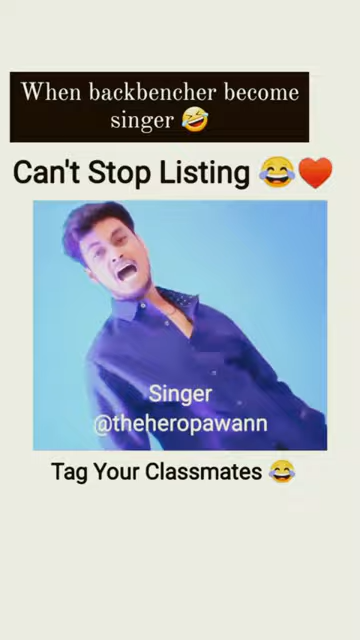 When backbencher become
singer 🤣
Can't Stop Listing 😂♥️
Singer
@theheropawann
Tag Your Classmates 😂